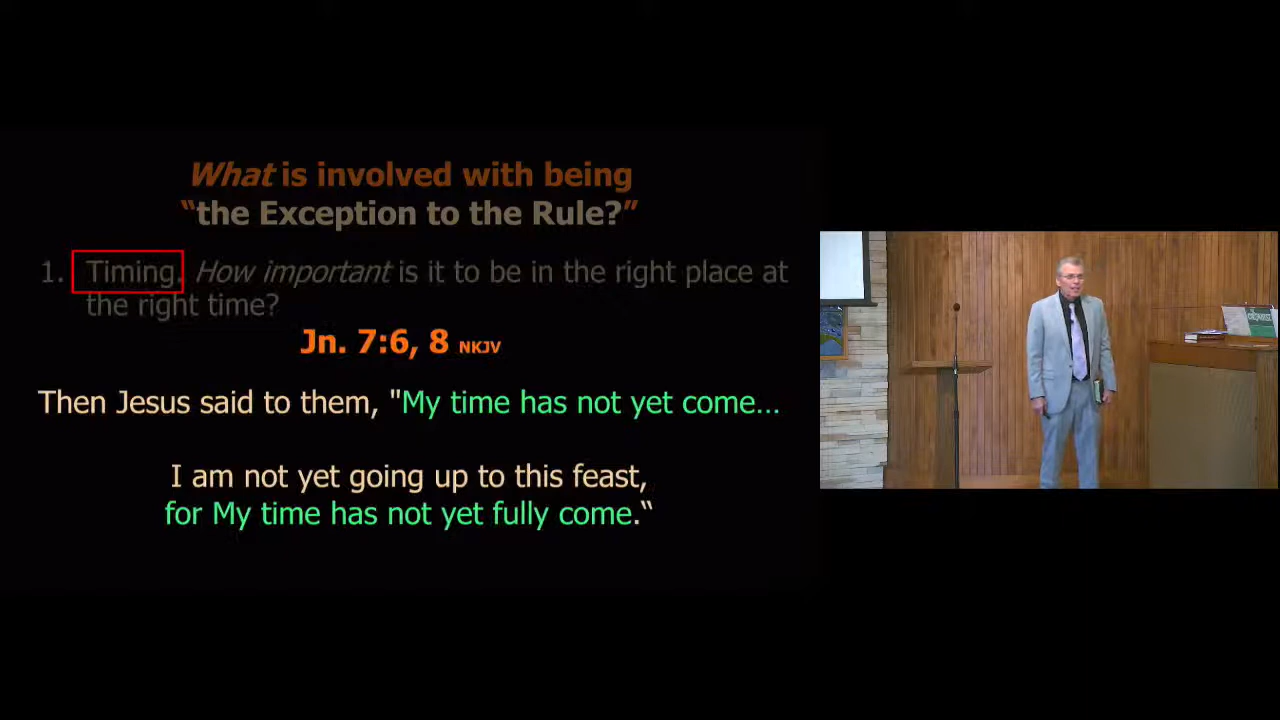 What is involved with being
“the Exception to the Rule?”
1. Timing. How important is it to be in the right place at
the right time?
Jn. 7:6, 8 NKJV
Then Jesus said to them, "My time has not yet come…
I am not yet going up to this feast,
for My time has not yet fully come.“